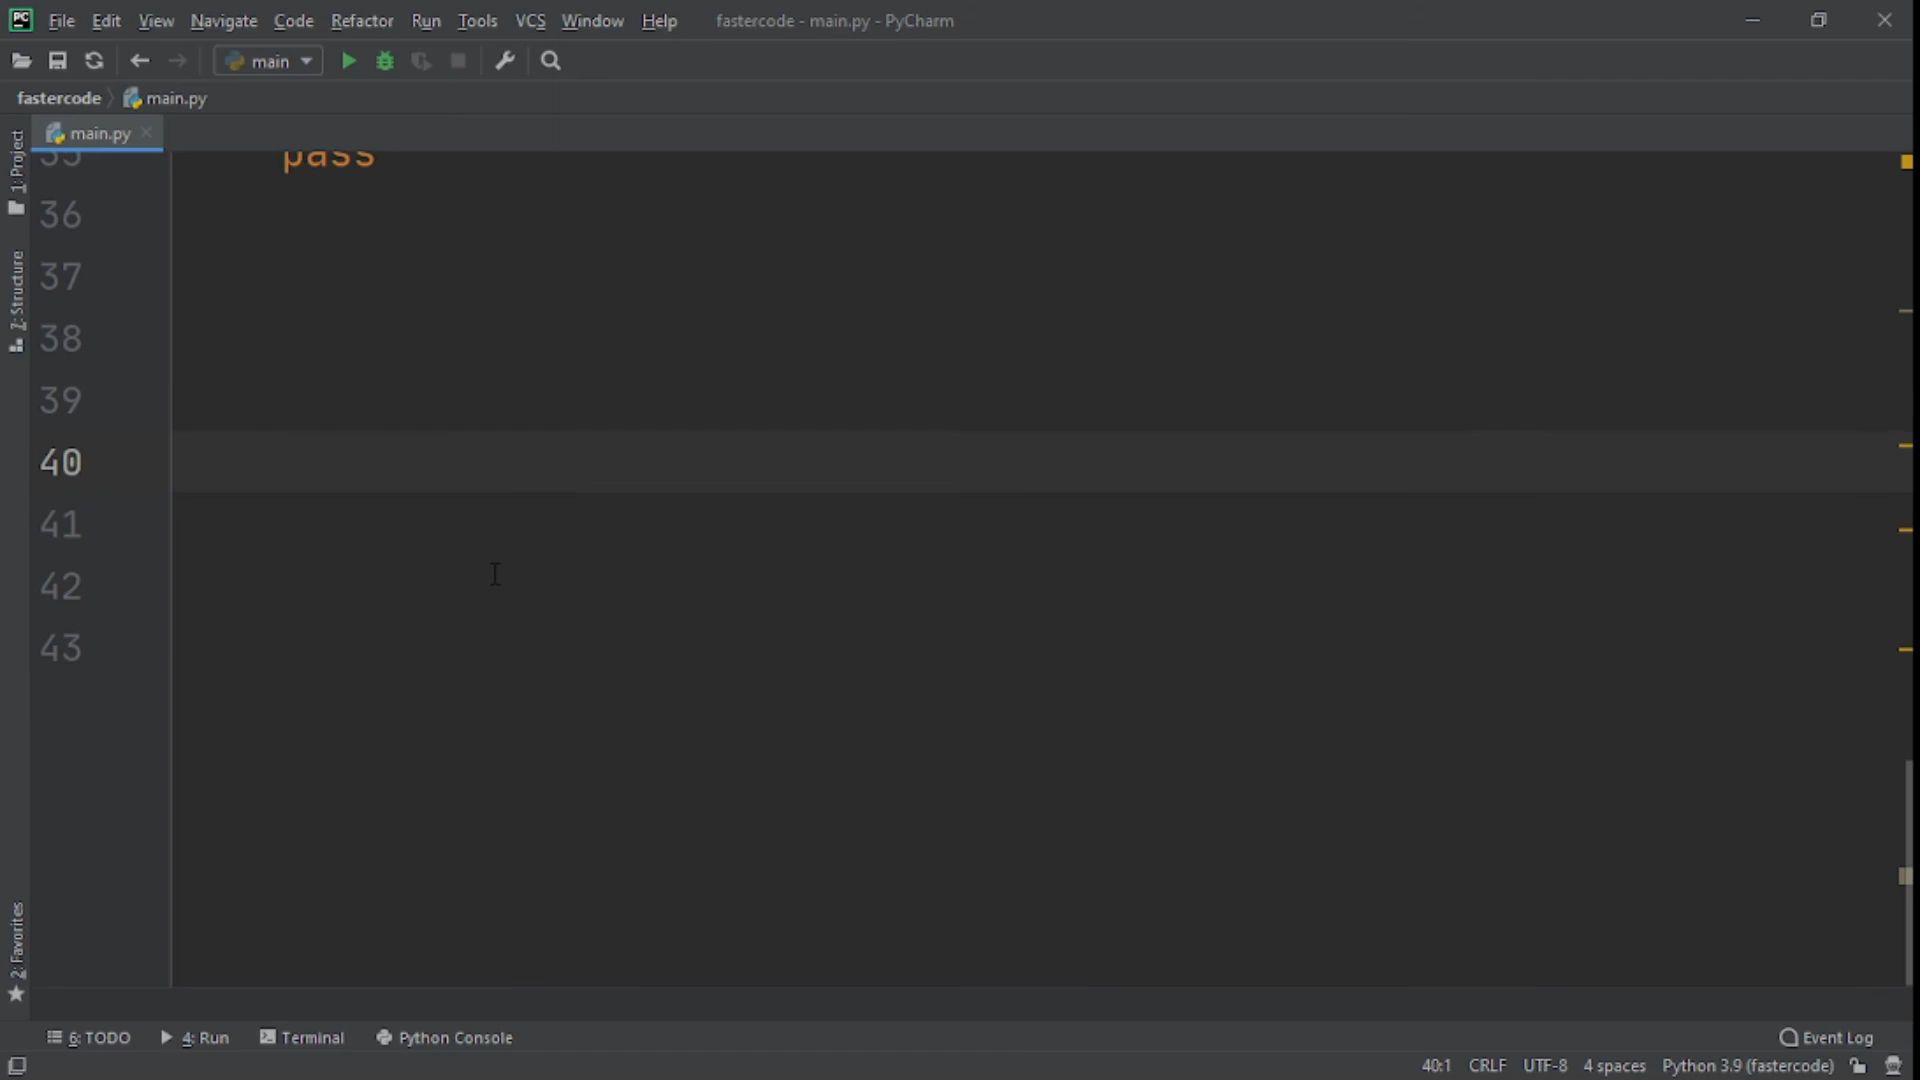 PC File Edit View Navigate Code Refactor Run Tools VCS Window Help fastercode - main.py - PyCharm
main
fastercode main.py
main.py
1: Project
7: Structure
2: Favorites
35 pass
36
37
38
39
40
41
42
43
6: TODO 4: Run Terminal Python Console Event Log
40:1 CRLF UTF-8 4 spaces Python 3.9 (fastercode)